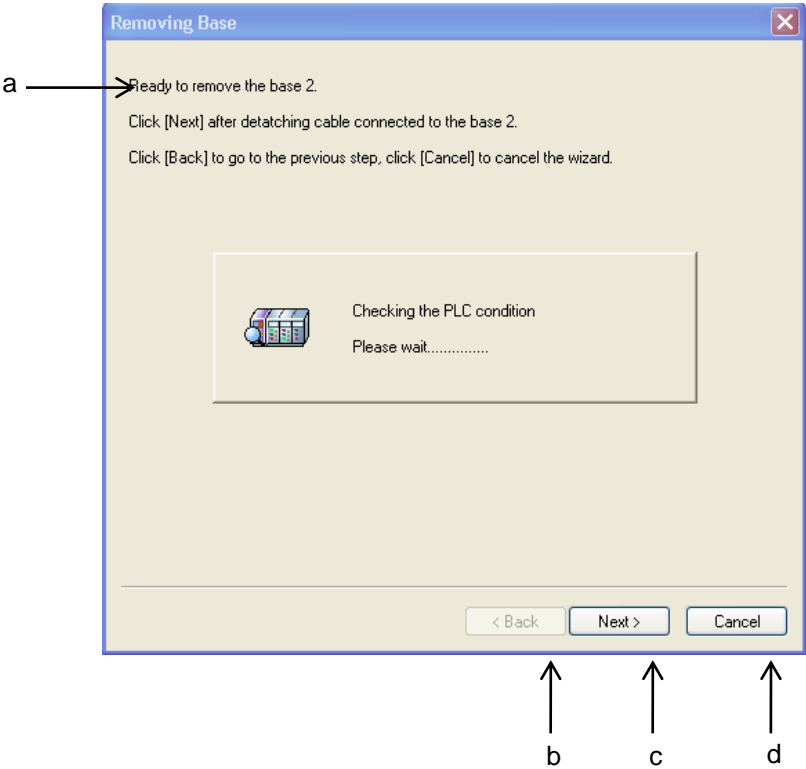 Removing Base
a
Ready to remove the base 2.
Click [Next] after detatching cable connected to the base 2.
Click [Back] to go to the previous step, click [Cancel] to cancel the wizard.
Checking the PLC condition
Please wait...............
< Back
Next >
Cancel
b
c
d